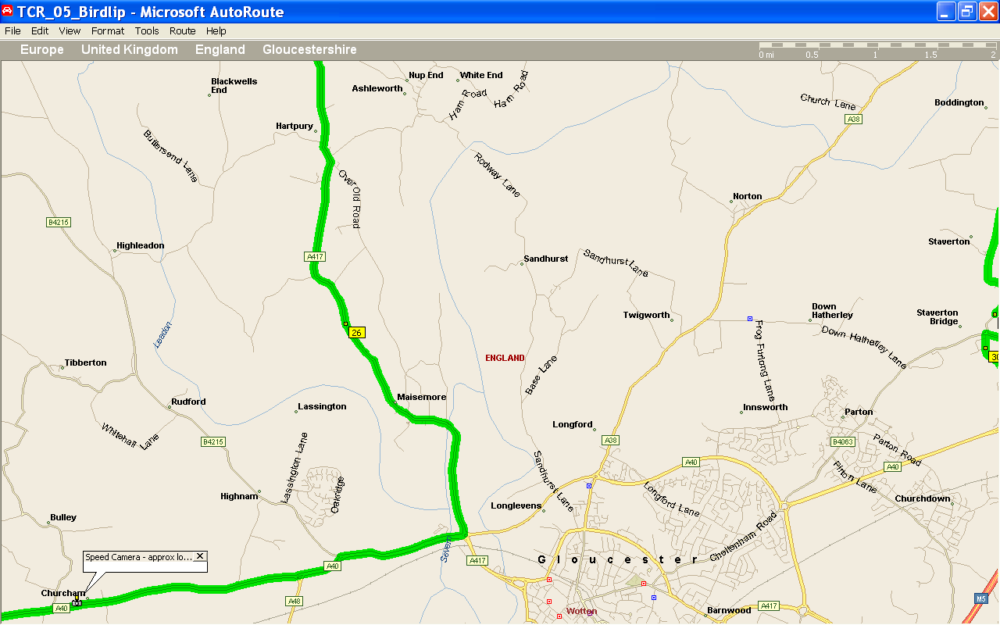 TCR_05_Birdlip - Microsoft AutoRoute
File Edit View Format Tools Route Help
Europe United Kingdom England Gloucestershire
0 mi 0.5 1 1.5 2
Blackwells
End
Nup End
White End
Ashleworth
Ham Road
Ham Road
Church Lane
A38
Boddington
Hartpury
Buttersend Lane
Rodway Lane
Over Old Road
Norton
B4215
Highleadon
A417
Sandhurst
Sandhurst Lane
Staverton
Twigworth
Down
Hatherley
Staverton
Bridge
Leadon
26
Frog Furlong Lane
Down Hatherley Lane
30
Tibberton
ENGLAND
Base Lane
Rudford
Lassington
Maisemore
Innsworth
Parton
Whitehall Lane
B4215
Longford
A38
B4063
Parton Road
Lassington Lane
Sandhurst Lane
A40
A40
Pirton Lane
Highnam
Oakridge
Longlevens
Longford Lane
Churchdown
Bulley
Cheltenham Road
Severn
Speed Camera - approx lo...
A40
A417
Gloucester
Churcham
A40
A48
Wotton
Barnwood
A417
M5